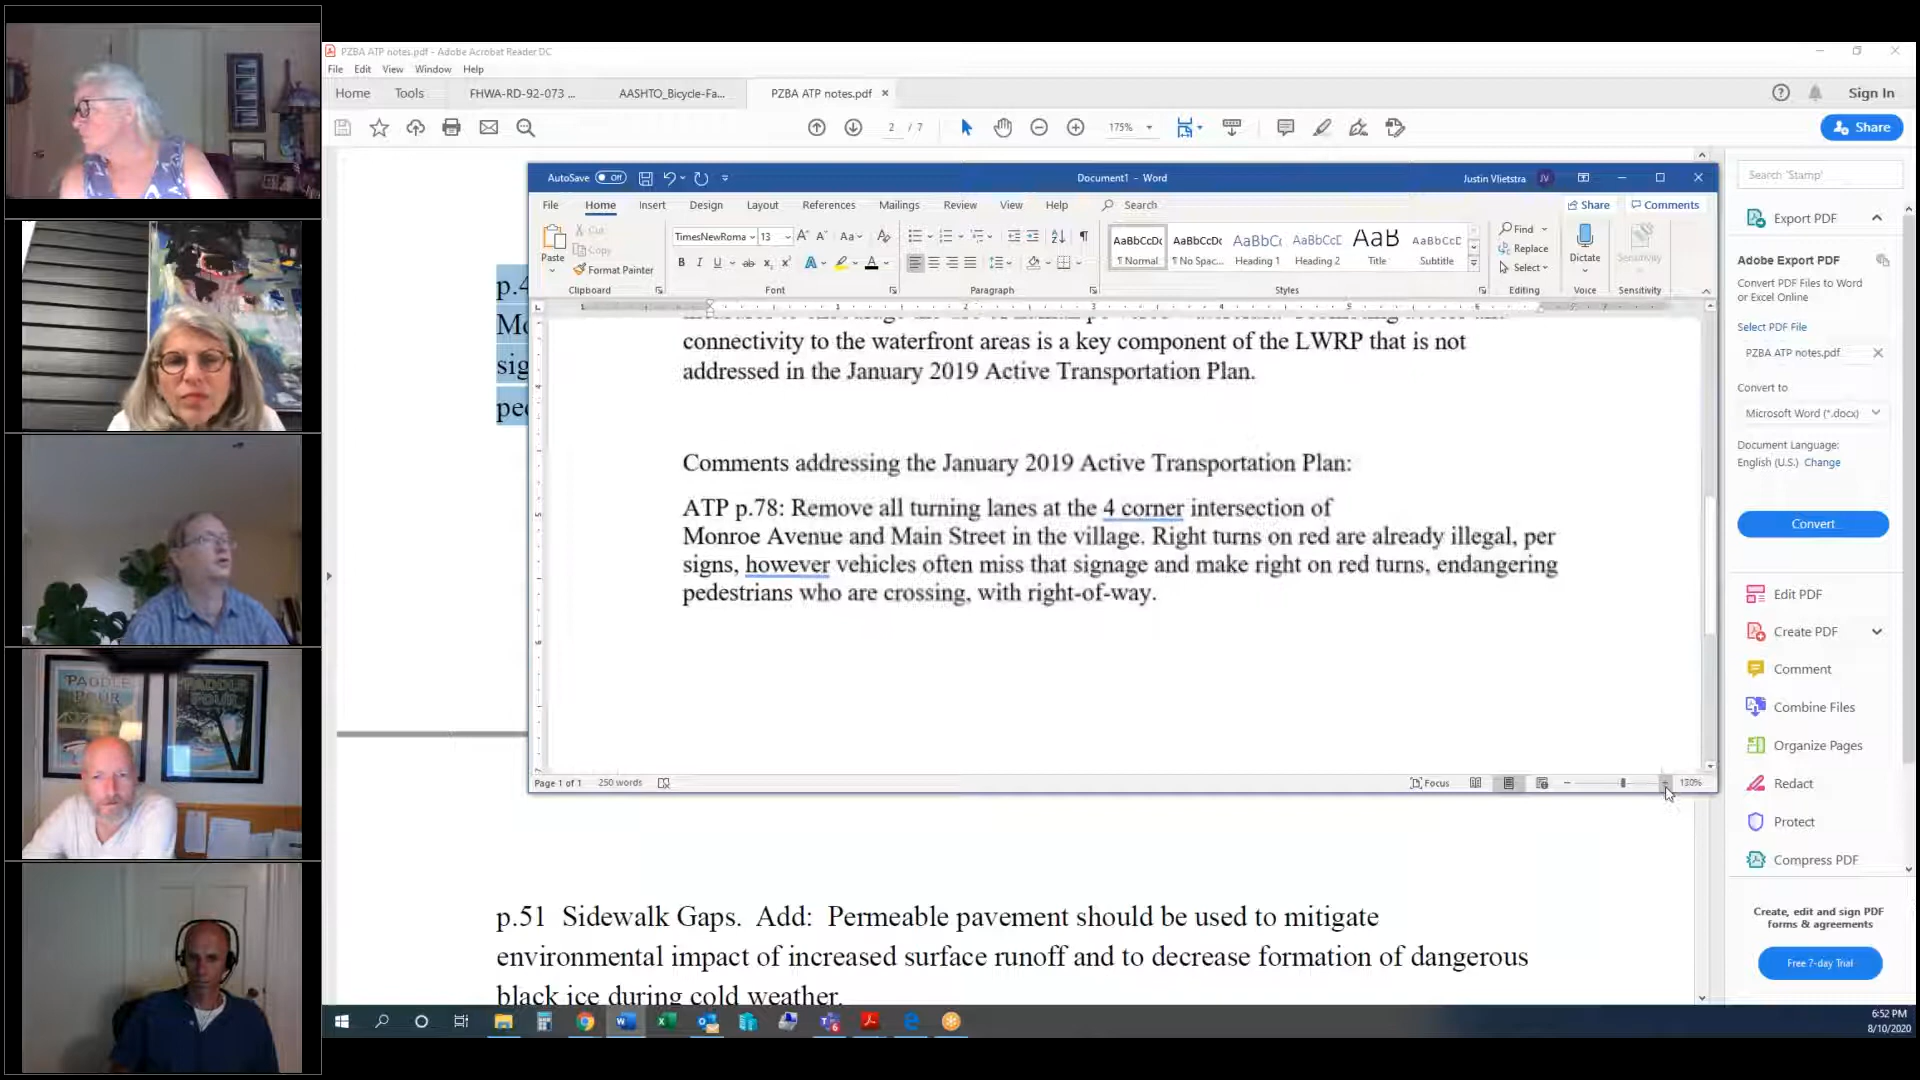 PZBA ATP notes.pdf - Adobe Acrobat Reader DC
File Edit View Window Help
Home Tools FHWA-RD-92-073 ... AASHTO_Bicycle-Fa... PZBA ATP notes.pdf ×
Sign In
2 / 7
175%
Share
AutoSave Off
Document1 - Word
Justin Vlietstra JV
File Home Insert Design Layout References Mailings Review View Help Search
Share Comments
Paste
Cut
Copy
Format Painter
TimesNewRoma 13
Clipboard Font Paragraph Styles Editing Voice Sensitivity
AaBbCcDc AaBbCcDc AaBbCc AaBbCcD AaB AaBbCcD
¶ Normal ¶ No Spac... Heading 1 Heading 2 Title Subtitle
Find
Replace
Select
Dictate
Sensitivity
connectivity to the waterfront areas is a key component of the LWRP that is not
addressed in the January 2019 Active Transportation Plan.
Comments addressing the January 2019 Active Transportation Plan:
ATP p.78: Remove all turning lanes at the 4 corner intersection of
Monroe Avenue and Main Street in the village. Right turns on red are already illegal, per
signs, however vehicles often miss that signage and make right on red turns, endangering
pedestrians who are crossing, with right-of-way.
Page 1 of 1 250 words
Focus
130%
p.4
Mo
sig
pe
p.51 Sidewalk Gaps. Add: Permeable pavement should be used to mitigate
environmental impact of increased surface runoff and to decrease formation of dangerous
black ice during cold weather.
Search 'Stamp'
Export PDF
Adobe Export PDF
Convert PDF Files to Word
or Excel Online
Select PDF File
PZBA ATP notes.pdf
Convert to
Microsoft Word (*.docx)
Document Language:
English (U.S.) Change
Convert
Edit PDF
Create PDF
Comment
Combine Files
Organize Pages
Redact
Protect
Compress PDF
Create, edit and sign PDF
forms & agreements
Free 7-day Trial
6:52 PM
8/10/2020
PADDLE
POUR
PADDLE
POUR